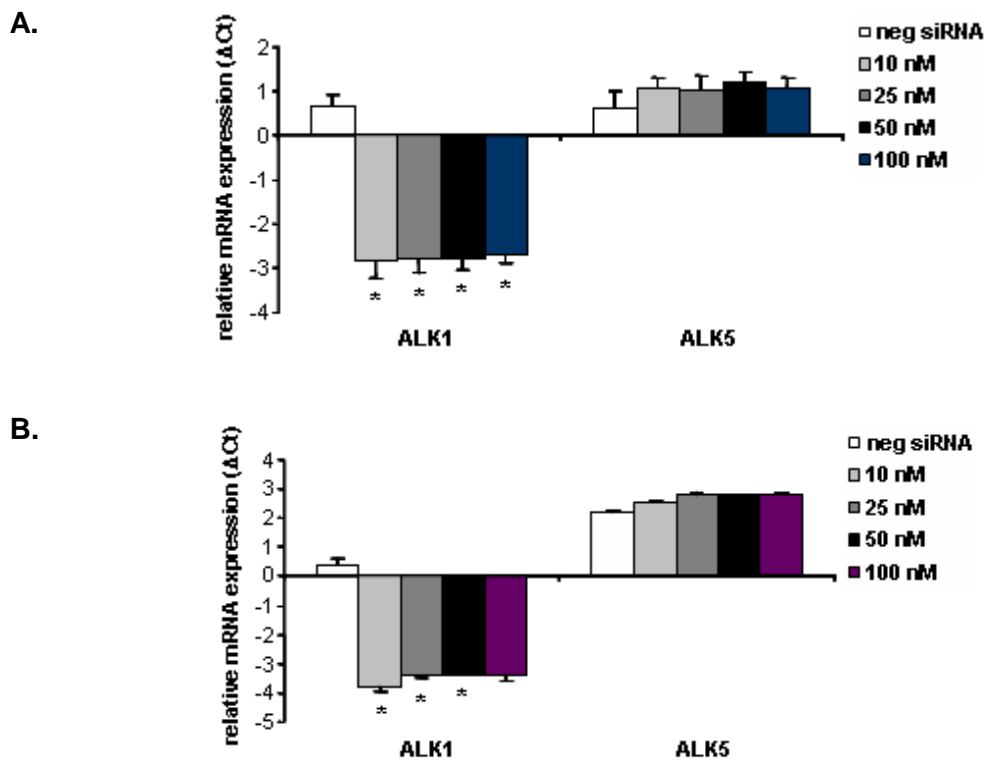 A.
relative mRNA expression (ΔCt)
2
1
0
-1
-2
-3
-4
* * * *
ALK1
ALK5
neg siRNA
10 nM
25 nM
50 nM
100 nM
B.
relative mRNA expression (ΔCt)
4
3
2
1
0
-1
-2
-3
-4
-5
* * *
ALK1
ALK5
neg siRNA
10 nM
25 nM
50 nM
100 nM